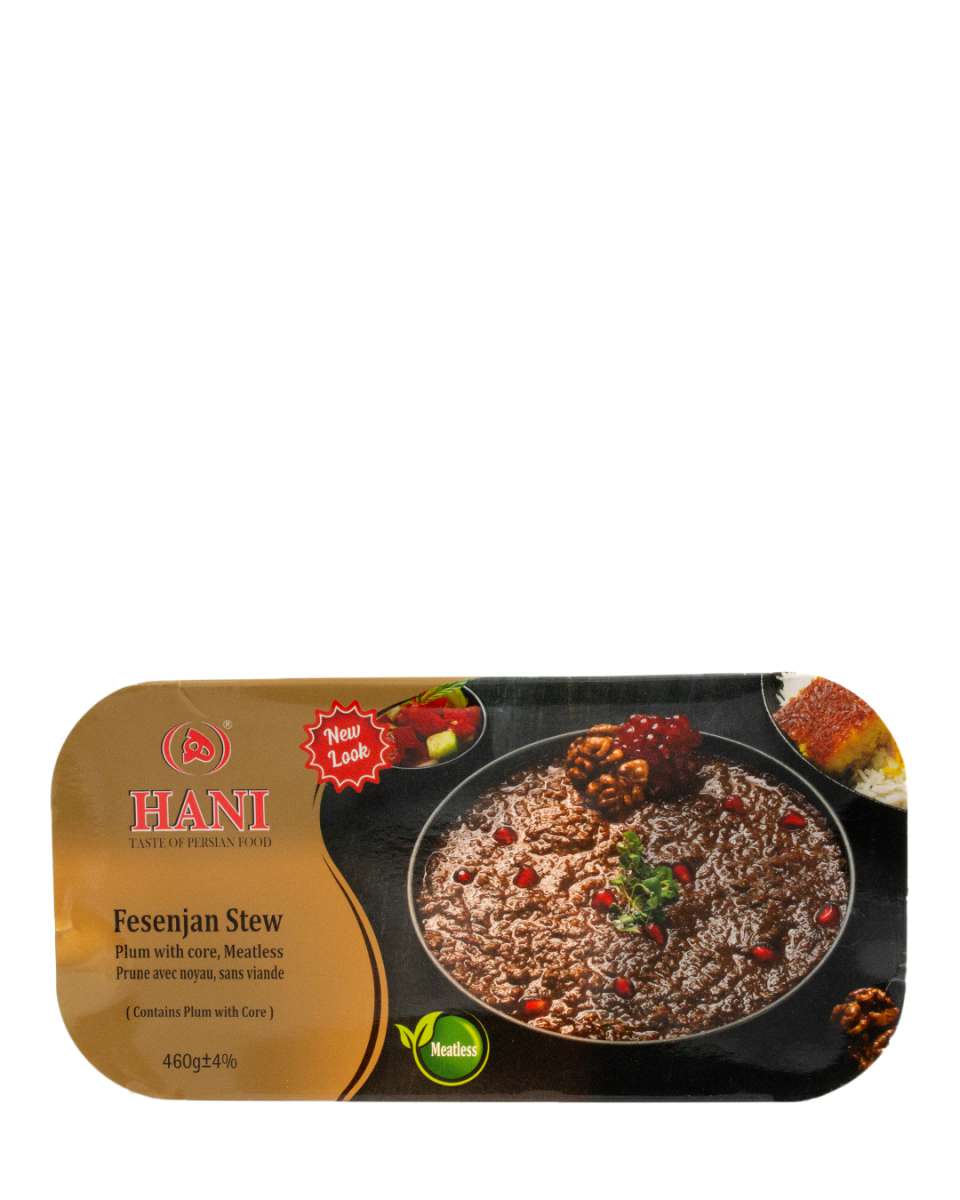 ه ®
HANI
TASTE OF PERSIAN FOOD
New
Look
Fesenjan Stew
Plum with core, Meatless
Prune avec noyau, sans viande
( Contains Plum with Core )
460g±4%
Meatless